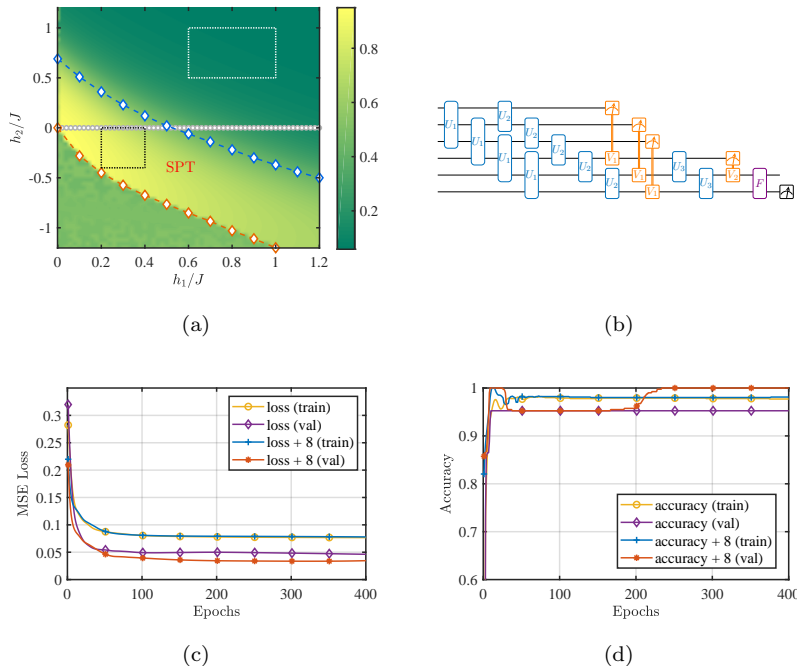 1
0.5
0
-0.5
-1
h₂/J
SPT
0 0.2 0.4 0.6 0.8 1 1.2
h₁/J
0.8
0.6
0.4
0.2
(a)
U₁ U₁ U₁ U₁ U₂ U₂ U₂ U₂ U₂ V₁ V₁ V₁ U₃ U₃ V₂ F
(b)
0.3
0.25
0.2
0.15
0.1
0.05
0
MSE Loss
loss (train)
loss (val)
loss + 8 (train)
loss + 8 (val)
0 100 200 300 400
Epochs
(c)
1
0.9
0.8
0.7
0.6
Accuracy
accuracy (train)
accuracy (val)
accuracy + 8 (train)
accuracy + 8 (val)
0 100 200 300 400
Epochs
(d)